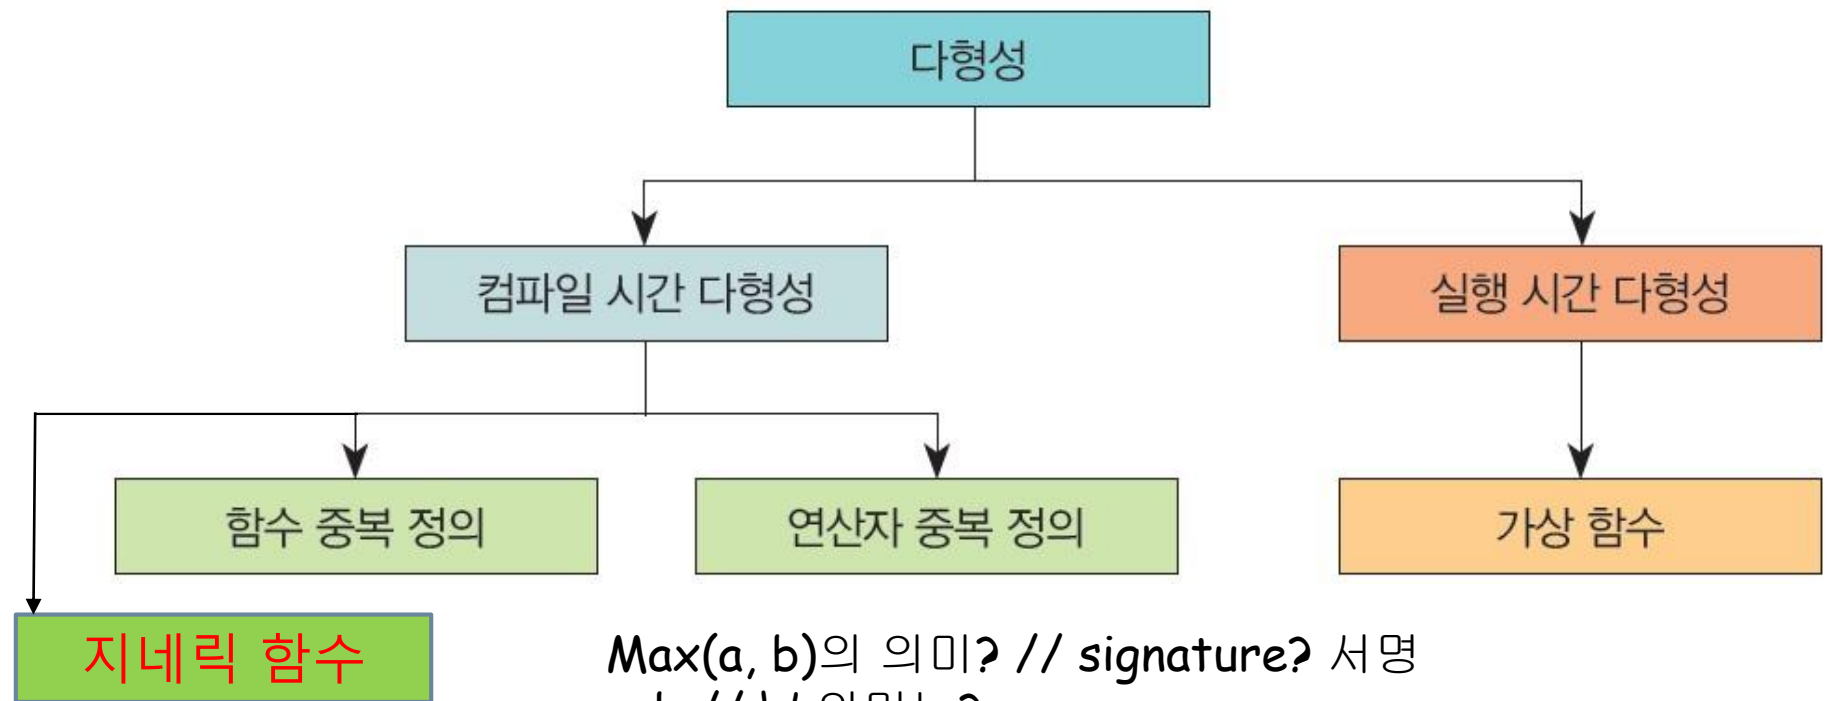 다형성
컴파일 시간 다형성
실행 시간 다형성
함수 중복 정의
연산자 중복 정의
가상 함수
지네릭 함수
Max(a, b)의 의미? // signature? 서명